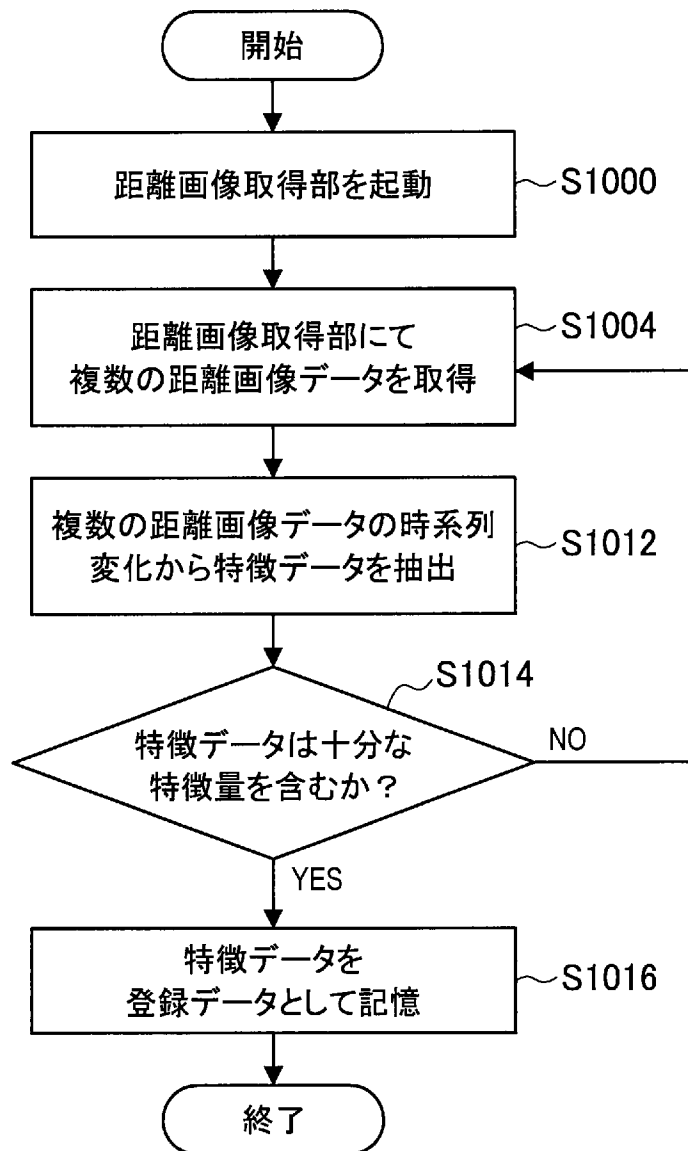 開始
距離画像取得部を起動
S1000
距離画像取得部にて
複数の距離画像データを取得
S1004
複数の距離画像データの時系列
変化から特徴データを抽出
S1012
S1014
特徴データは十分な
特徴量を含むか？
NO
YES
特徴データを
登録データとして記憶
S1016
終了